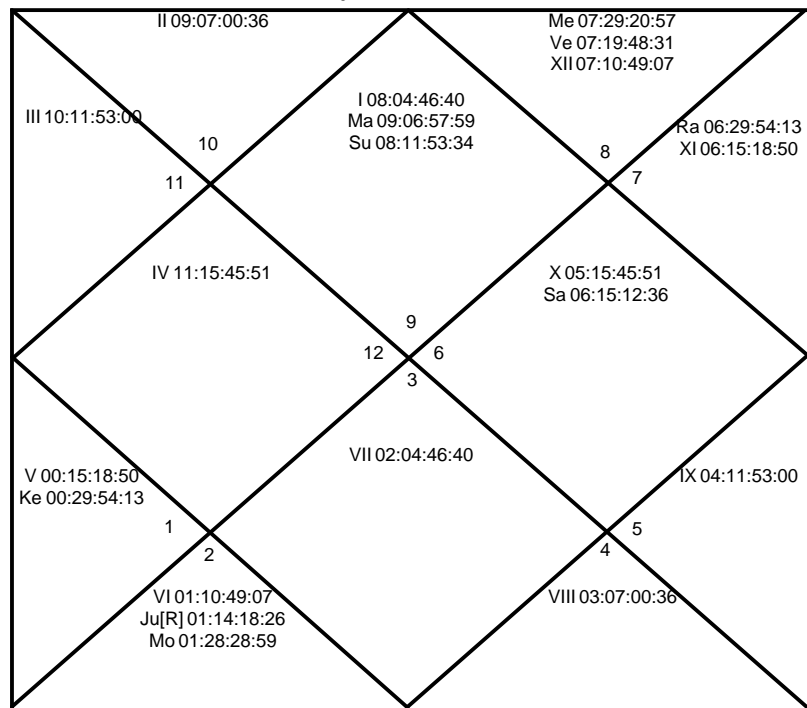 II 09:07:00:36
Me 07:29:20:57
Ve 07:19:48:31
XII 07:10:49:07
III 10:11:53:00
I 08:04:46:40
Ma 09:06:57:59
Su 08:11:53:34
Ra 06:29:54:13
XI 06:15:18:50
10
8
11
7
IV 11:15:45:51
X 05:15:45:51
Sa 06:15:12:36
9
12
6
3
VII 02:04:46:40
V 00:15:18:50
Ke 00:29:54:13
IX 04:11:53:00
1
5
2
4
VI 01:10:49:07
Ju[R] 01:14:18:26
Mo 01:28:28:59
VIII 03:07:00:36